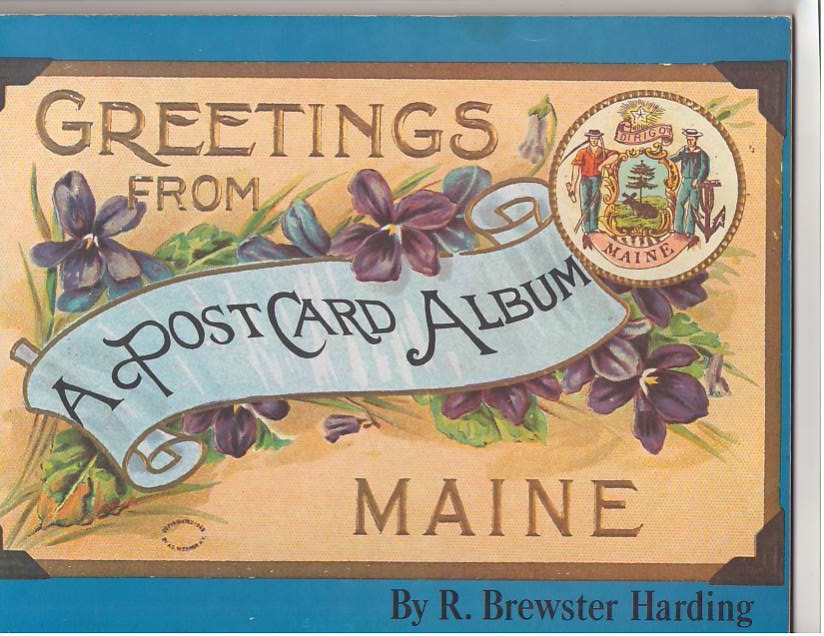 GREETINGS
FROM
DIRIGO
MAINE
A POST CARD ALBUM
MAINE
By R. Brewster Harding